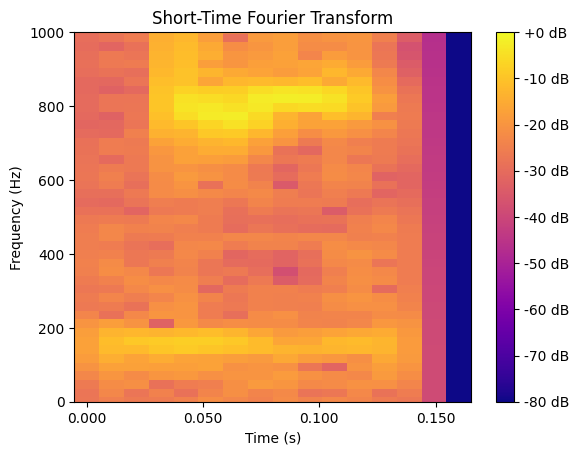 Short-Time Fourier Transform
1000
800
600
400
200
0
Frequency (Hz)
0.000
0.050
0.100
0.150
Time (s)
+0 dB
-10 dB
-20 dB
-30 dB
-40 dB
-50 dB
-60 dB
-70 dB
-80 dB